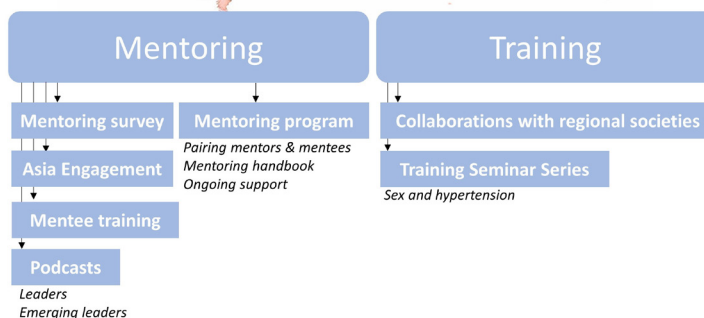 Mentoring
Mentoring survey
Asia Engagement
Mentee training
Podcasts
Leaders
Emerging leaders
Mentoring program
Pairing mentors & mentees
Mentoring handbook
Ongoing support
Training
Collaborations with regional societies
Training Seminar Series
Sex and hypertension